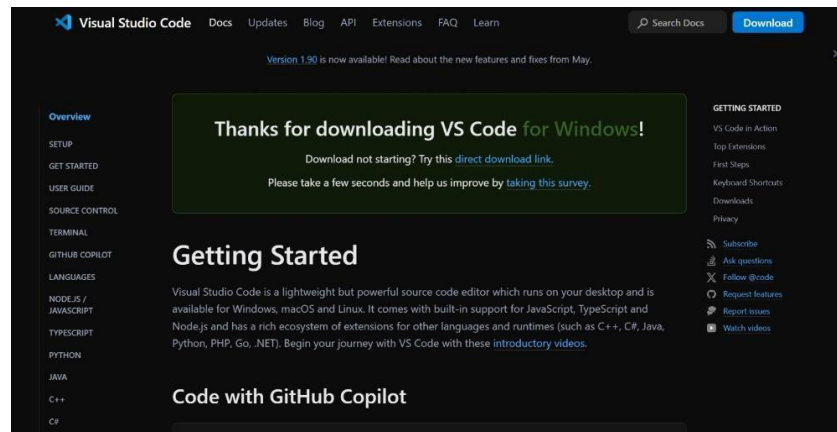 Visual Studio Code Docs Updates Blog API Extensions FAQ Learn Search Docs Download
Version 1.90 is now available! Read about the new features and fixes from May.
Overview
SETUP
GET STARTED
USER GUIDE
SOURCE CONTROL
TERMINAL
GITHUB COPILOT
LANGUAGES
NODE.JS /
JAVASCRIPT
TYPESCRIPT
PYTHON
JAVA
C++
C#
Thanks for downloading VS Code for Windows!
Download not starting? Try this direct download link.
Please take a few seconds and help us improve by taking this survey.
Getting Started
Visual Studio Code is a lightweight but powerful source code editor which runs on your desktop and is
available for Windows, macOS and Linux. It comes with built-in support for JavaScript, TypeScript and
Node.js and has a rich ecosystem of extensions for other languages and runtimes (such as C++, C#, Java,
Python, PHP, Go, .NET). Begin your journey with VS Code with these introductory videos.
Code with GitHub Copilot
GETTING STARTED
VS Code in Action
Top Extensions
First Steps
Keyboard Shortcuts
Downloads
Privacy
Subscribe
Ask questions
Follow @code
Request features
Report issues
Watch videos